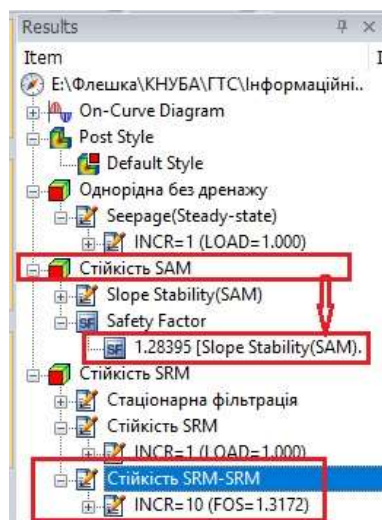 Results
Item
E:\Флешка\КНУБА\ГТС\Інформаційні..
On-Curve Diagram
Post Style
Default Style
Однорідна без дренажу
Seepage(Steady-state)
INCR=1 (LOAD=1.000)
Стійкість SAM
Slope Stability(SAM)
Safety Factor
SF 1.28395 [Slope Stability(SAM).
Стійкість SRM
Стаціонарна фільтрація
Стійкість SRM
INCR=1 (LOAD=1.000)
Стійкість SRM-SRM
INCR=10 (FOS=1.3172)